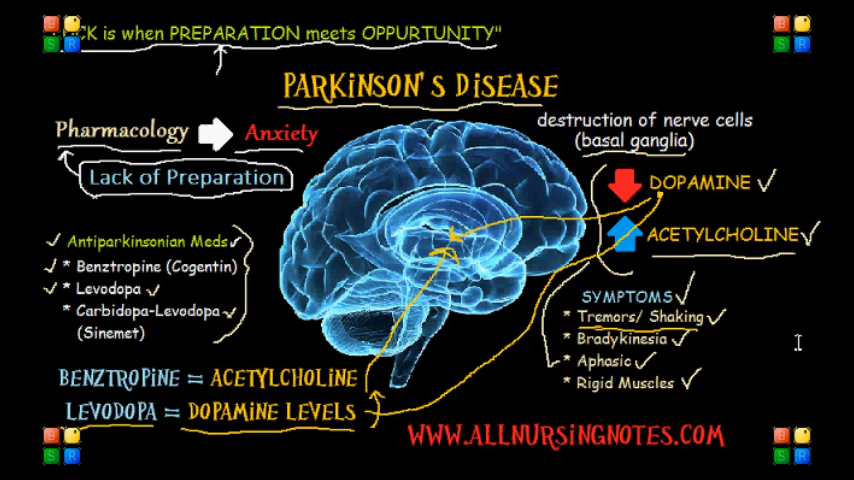 CK is when PREPARATION meets OPPURTUNITY"
PARKINSON'S DISEASE
Pharmacology
Anxiety
Lack of Preparation
destruction of nerve cells
(basal ganglia)
DOPAMINE
ACETYLCHOLINE
Antiparkinsonian Meds
* Benztropine (Cogentin)
* Levodopa
* Carbidopa-Levodopa
(Sinemet)
SYMPTOMS
* Tremors/ Shaking
* Bradykinesia
* Aphasic
* Rigid Muscles
BENZTROPINE = ACETYLCHOLINE
LEVODOPA = DOPAMINE LEVELS
WWW.ALLNURSINGNOTES.COM
B
S R
B
S R
B
S R
B
S R